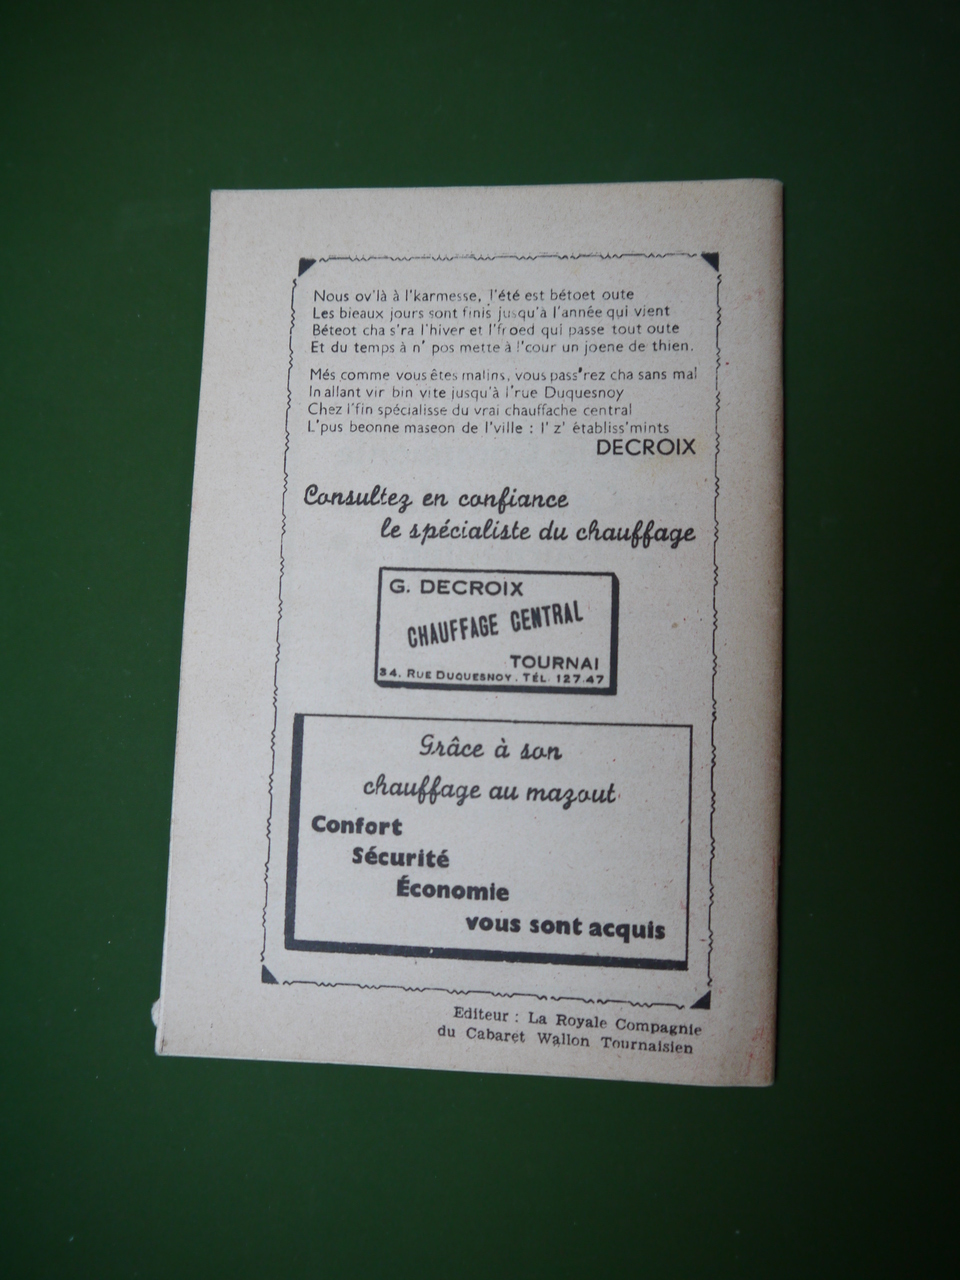 Nous ov'là à l'karmesse, l'été est bétoet oute
Les bieaux jours sont finis jusqu'à l'année qui vient
Béteot cha s'ra l'hiver et l'froed qui passe tout oute
Et du temps à n' pos mette à l'cour un joene de thien.
Més comme vous êtes malins, vous pass'rez cha sans mal
In allant vir bin vite jusqu'à l'rue Duquesnoy
Chez l'fin spécialisse du vrai chauffache central
L'pus beonne maseon de l'ville : l' z' établiss'mints
DECROIX
Consultez en confiance
le spécialiste du chauffage
G. DECROIX
CHAUFFAGE CENTRAL
TOURNAI
34. RUE DUQUESNOY. TÉL. 127.47
Grâce à son
chauffage au mazout
Confort
Sécurité
Économie
vous sont acquis
Editeur : La Royale Compagnie
du Cabaret Wallon Tournaisien